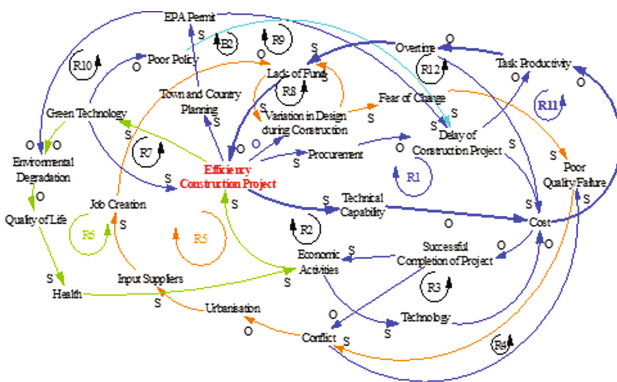 EPA Permit
R10
R9
B2
Poor Policy
Overtime
R12
Task Productivity
Lack of Funds
R8
Town and Country
Planning
Variation in Design
during Construction
Fear of Charge
R11
Green Technology
R7
Delay of
Construction Project
Procurement
Environmental
Degradation
Efficiency
Construction Project
R1
Poor
Quality Failure
Job Creation
Technical
Capability
Quality of Life
R6
R5
R2
Cost
Economic
Activities
Successful
Completion of Project
Health
Input Suppliers
R3
Urbanisation
Technology
Conflict
R4